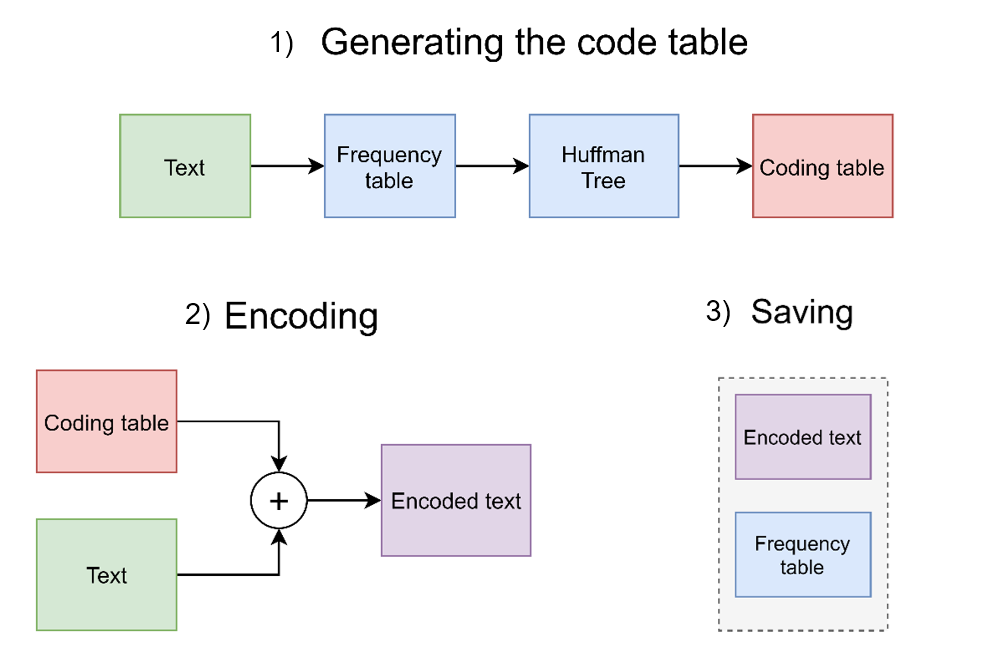 1) Generating the code table
Text
Frequency
table
Huffman
Tree
Coding table
2) Encoding
Coding table
+
Text
Encoded text
3) Saving
Encoded text
Frequency
table